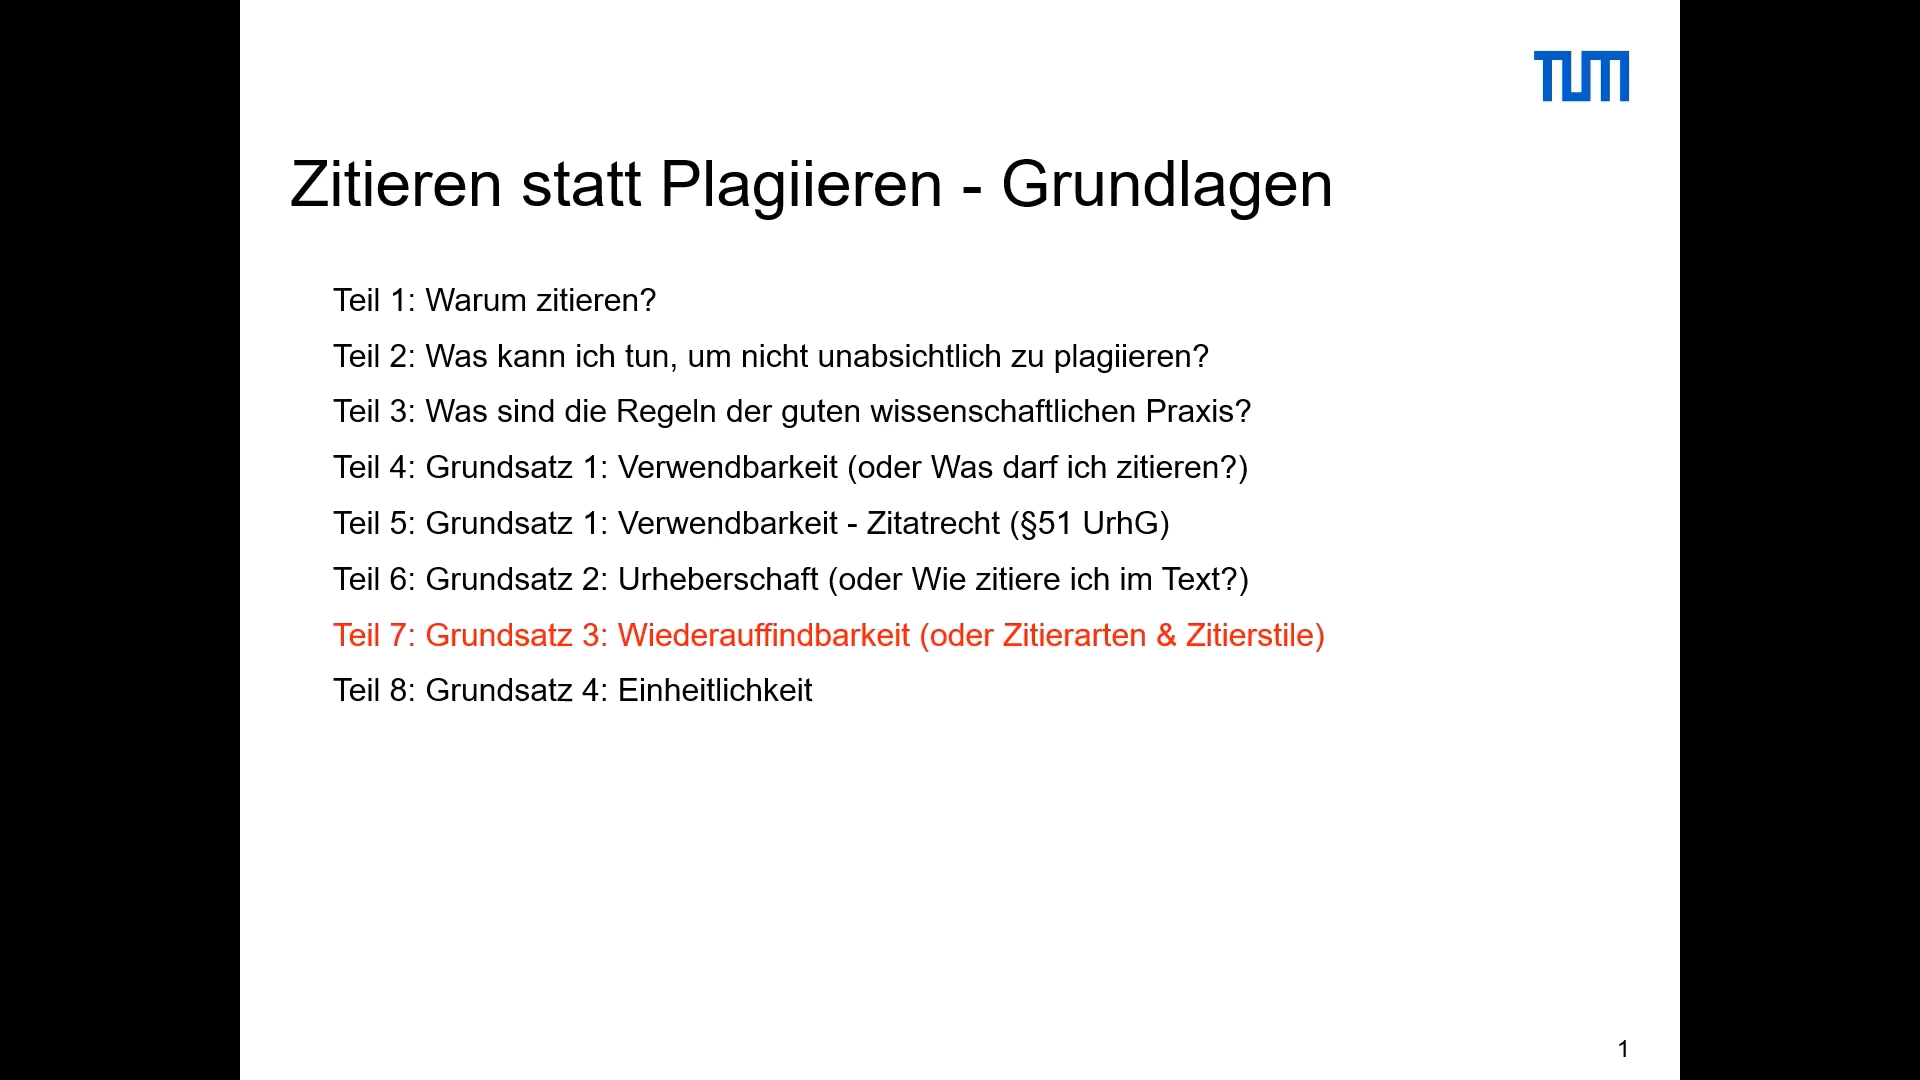 TUM
Zitieren statt Plagiieren - Grundlagen
Teil 1: Warum zitieren?
Teil 2: Was kann ich tun, um nicht unabsichtlich zu plagiieren?
Teil 3: Was sind die Regeln der guten wissenschaftlichen Praxis?
Teil 4: Grundsatz 1: Verwendbarkeit (oder Was darf ich zitieren?)
Teil 5: Grundsatz 1: Verwendbarkeit - Zitatrecht (§51 UrhG)
Teil 6: Grundsatz 2: Urheberschaft (oder Wie zitiere ich im Text?)
Teil 7: Grundsatz 3: Wiederauffindbarkeit (oder Zitierarten & Zitierstile)
Teil 8: Grundsatz 4: Einheitlichkeit
1